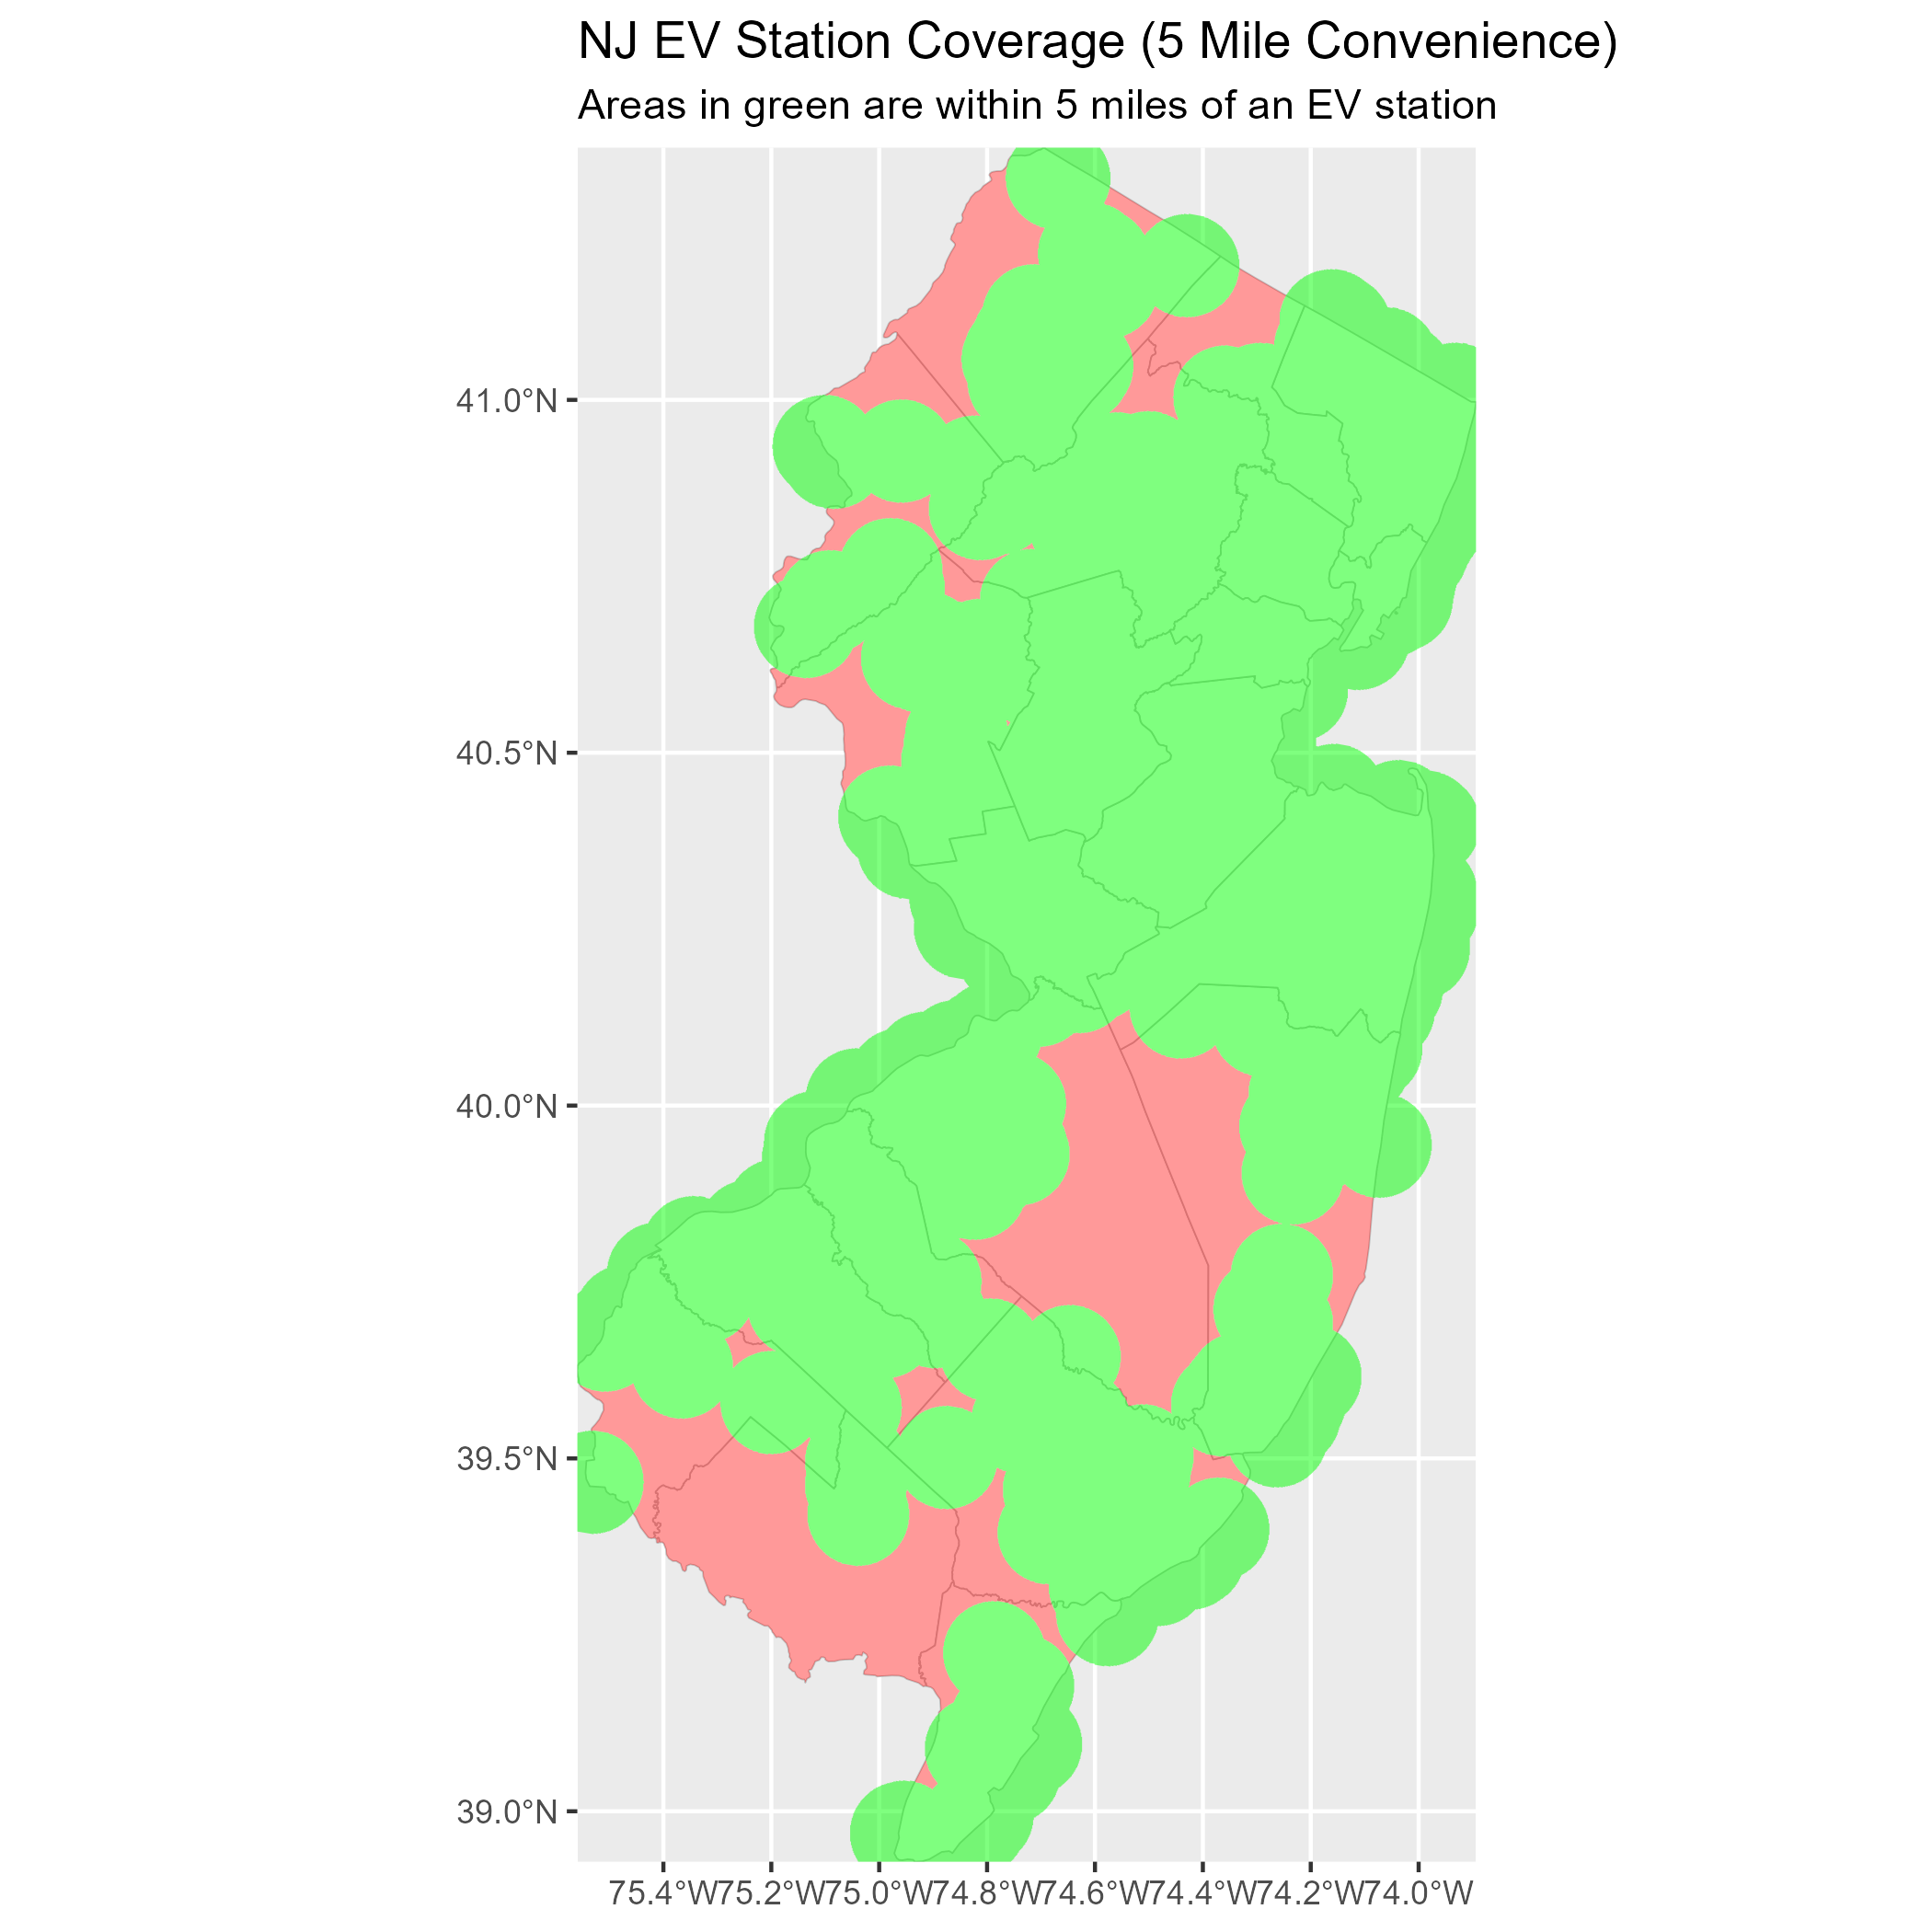 NJ EV Station Coverage (5 Mile Convenience)
Areas in green are within 5 miles of an EV station
41.0°N
40.5°N
40.0°N
39.5°N
39.0°N
75.4°W 75.2°W 75.0°W 74.8°W 74.6°W 74.4°W 74.2°W 74.0°W